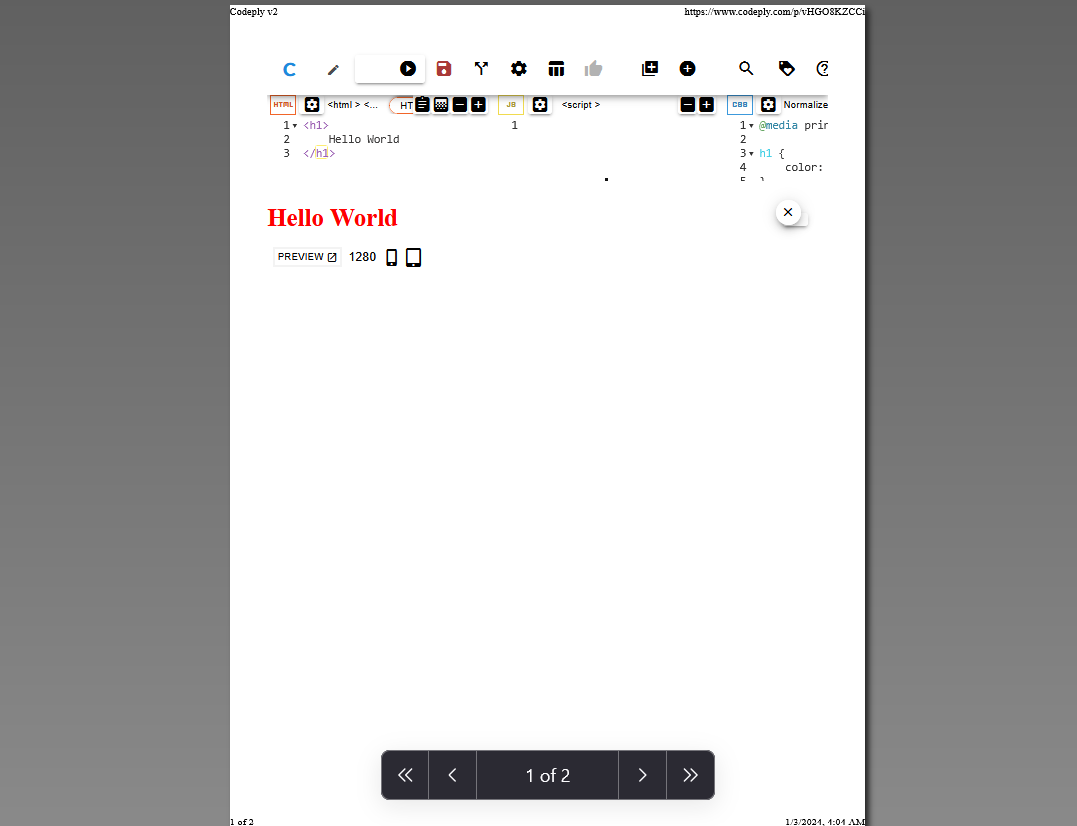 Codeply v2 https://www.codeply.com/p/vHGO8KZCCi
C
HTML <html > <... HT JS <script > CSS Normalize
1 <h1> 1 1 @media prin
2 Hello World 2
3 </h1> 3 h1 {
4 color:
5 }
Hello World
PREVIEW 1280
1 of 2
1 of 2 1/3/2024, 4:04 AM